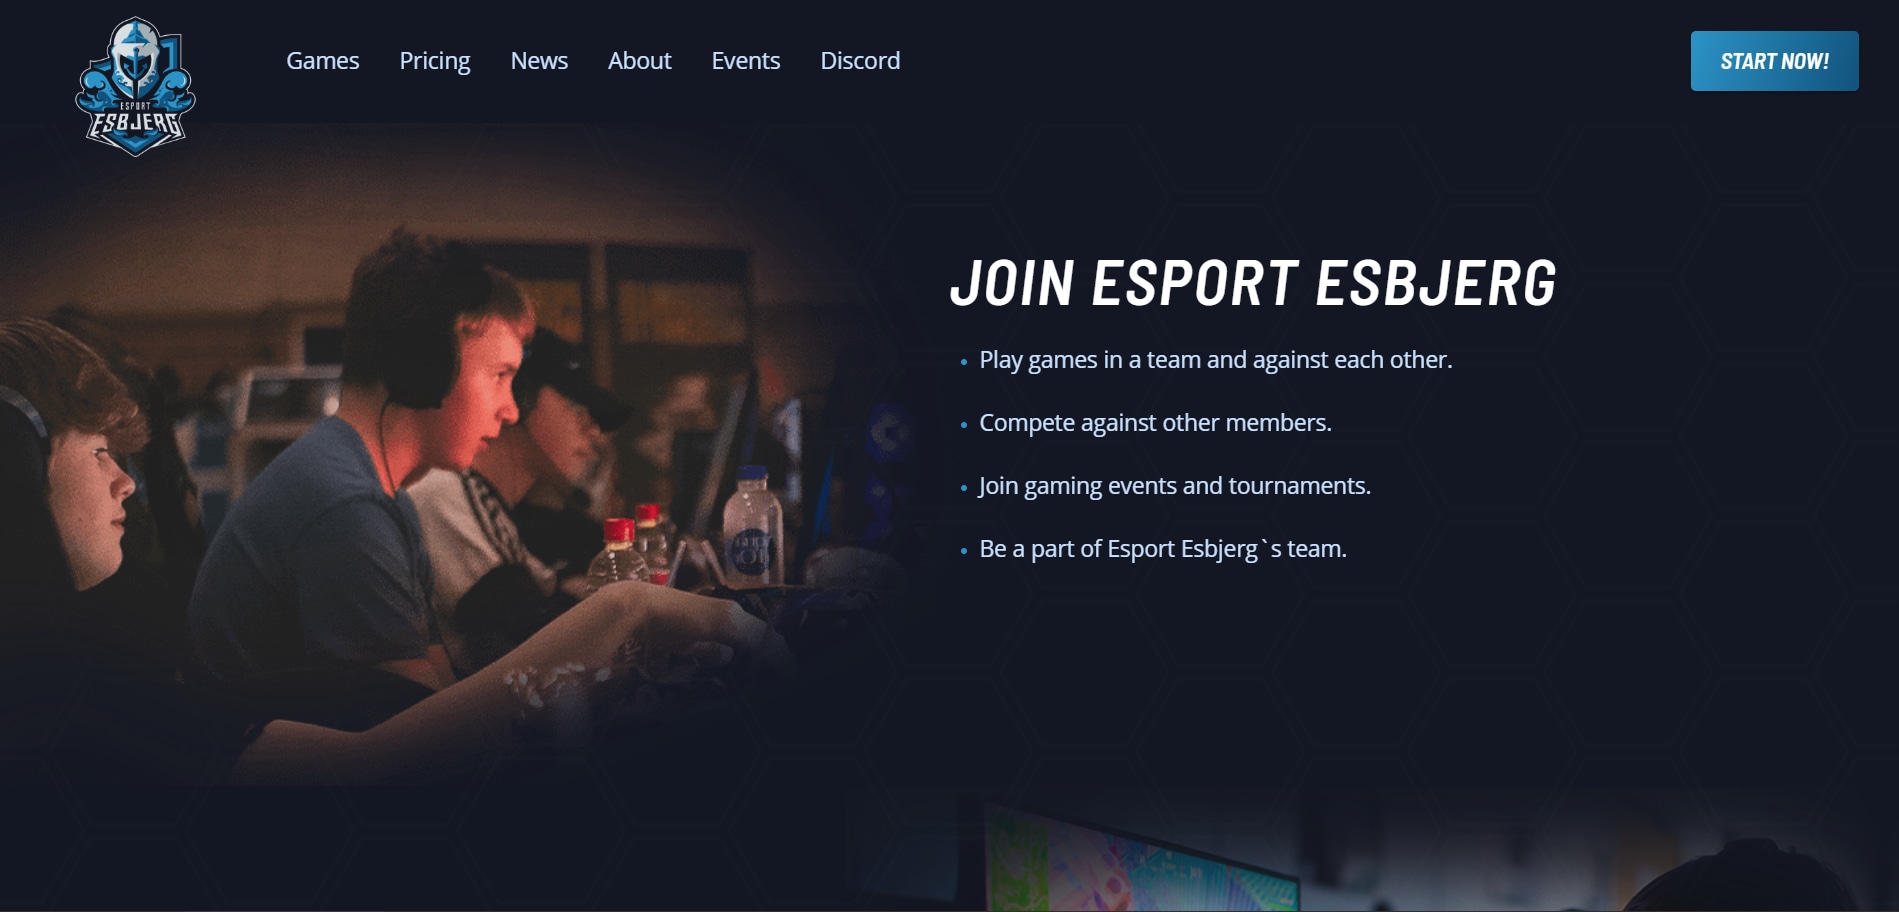 ESPORT
ESBJERG
Games Pricing News About Events Discord
START NOW!
JOIN ESPORT ESBJERG
• Play games in a team and against each other.
• Compete against other members.
• Join gaming events and tournaments.
• Be a part of Esport Esbjerg`s team.